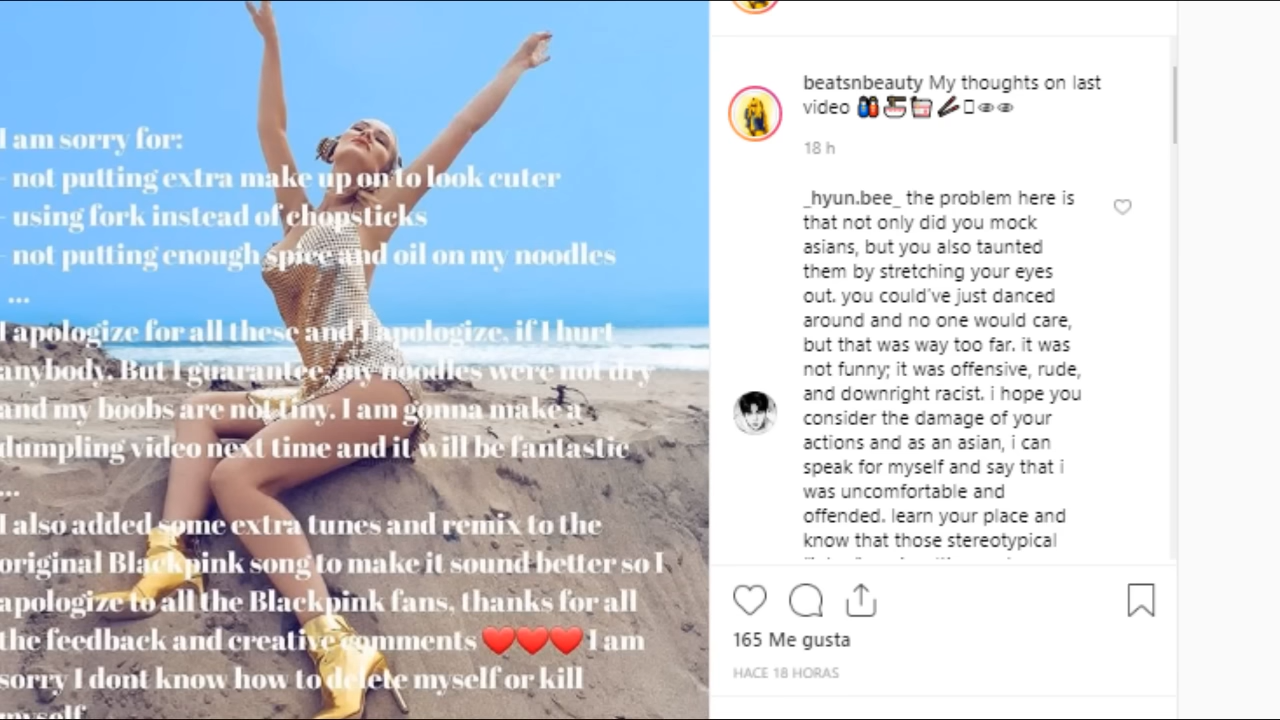 I am sorry for:
- not putting extra make up on to look cuter
- using fork instead of chopsticks
- not putting enough spice and oil on my noodles
...
I apologize for all these and I apologize, if I hurt
anybody. But I guarantee, my noodles were not dry
and my boobs are not tiny. I am gonna make a
dumpling video next time and it will be fantastic
...
I also added some extra tunes and remix to the
original Blackpink song to make it sound better so I
apologize to all the Blackpink fans, thanks for all
the feedback and creative comments ❤️❤️❤️ I am
sorry I dont know how to delete myself or kill
myself
beatsnbeauty My thoughts on last
video
18 h
_hyun.bee_ the problem here is
that not only did you mock
asians, but you also taunted
them by stretching your eyes
out. you could've just danced
around and no one would care,
but that was way too far. it was
not funny; it was offensive, rude,
and downright racist. i hope you
consider the damage of your
actions and as an asian, i can
speak for myself and say that i
was uncomfortable and
offended. learn your place and
know that those stereotypical
165 Me gusta
HACE 18 HORAS